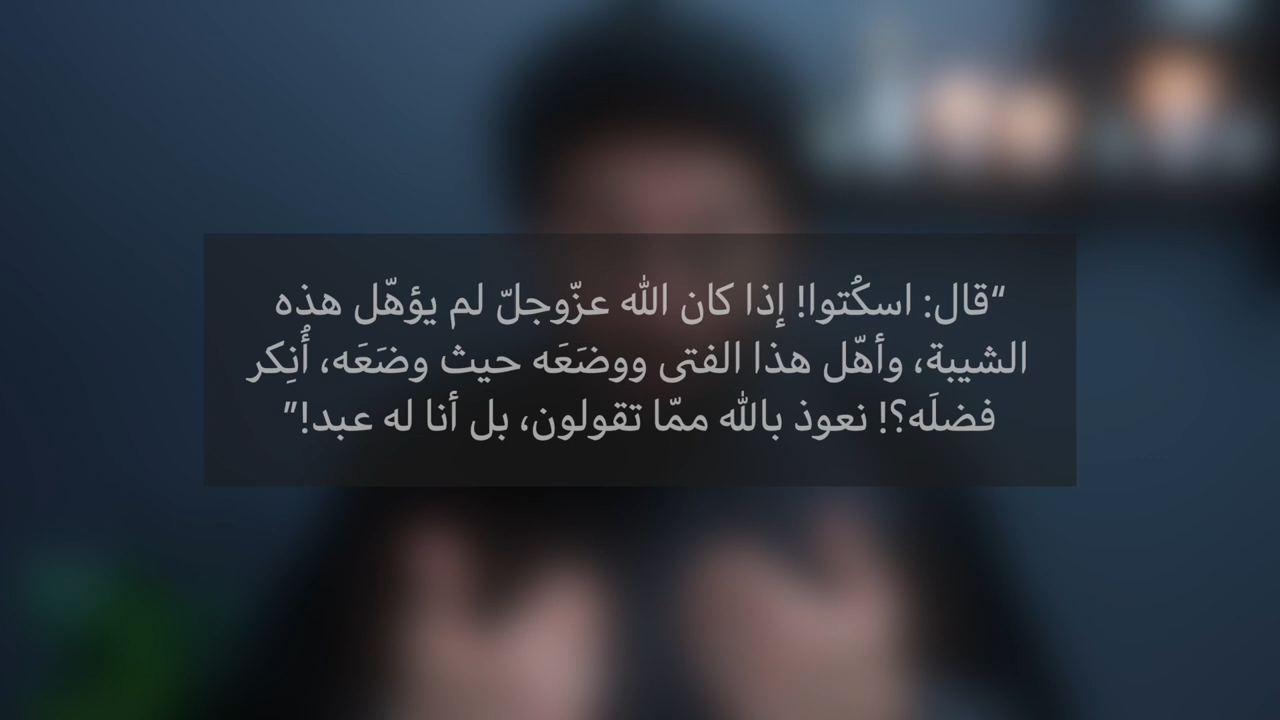 “قال: اسكُتوا! إذا كان الله عزّوجلّ لم يؤهّل هذه
الشيبة، وأهّل هذا الفتى ووضَعَه حيث وضَعَه، أُنِكر
فضلَه؟! نعوذ بالله ممّا تقولون، بل أنا له عبد!”